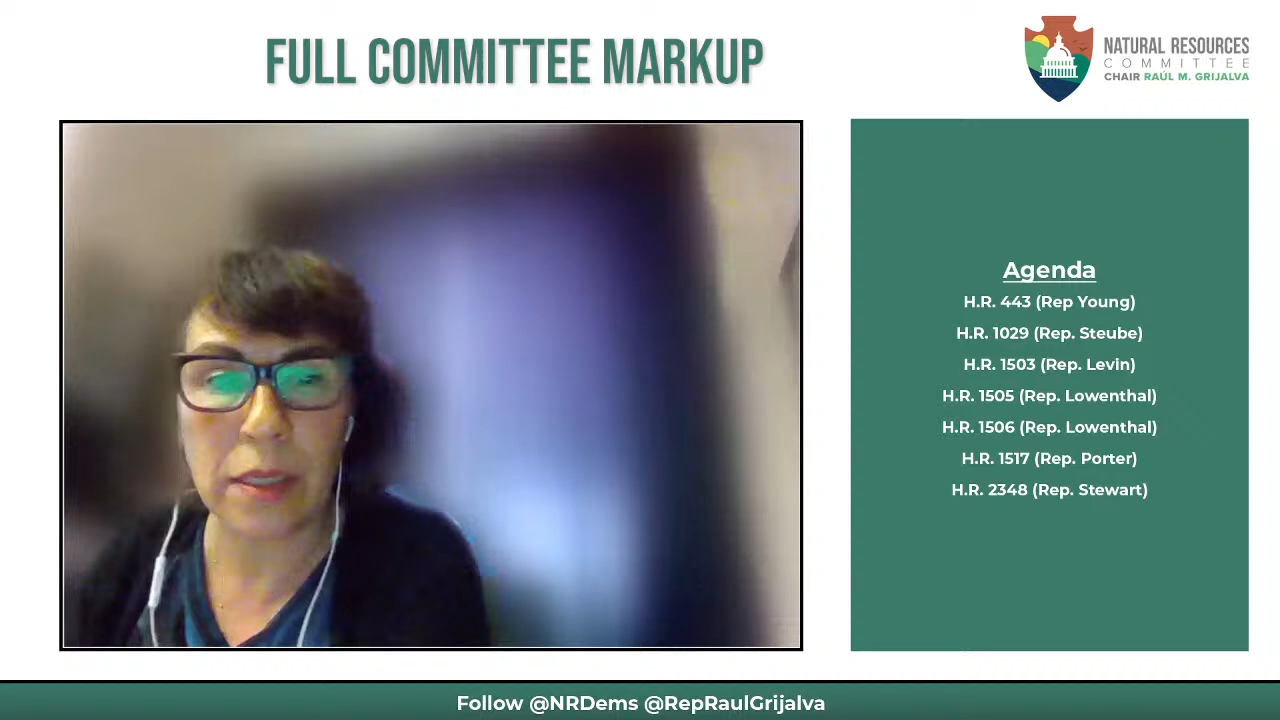 FULL COMMITTEE MARKUP
NATURAL RESOURCES
COMMITTEE
CHAIR RAÚL M. GRIJALVA
Agenda
H.R. 443 (Rep Young)
H.R. 1029 (Rep. Steube)
H.R. 1503 (Rep. Levin)
H.R. 1505 (Rep. Lowenthal)
H.R. 1506 (Rep. Lowenthal)
H.R. 1517 (Rep. Porter)
H.R. 2348 (Rep. Stewart)
Follow @NRDems @RepRaulGrijalva